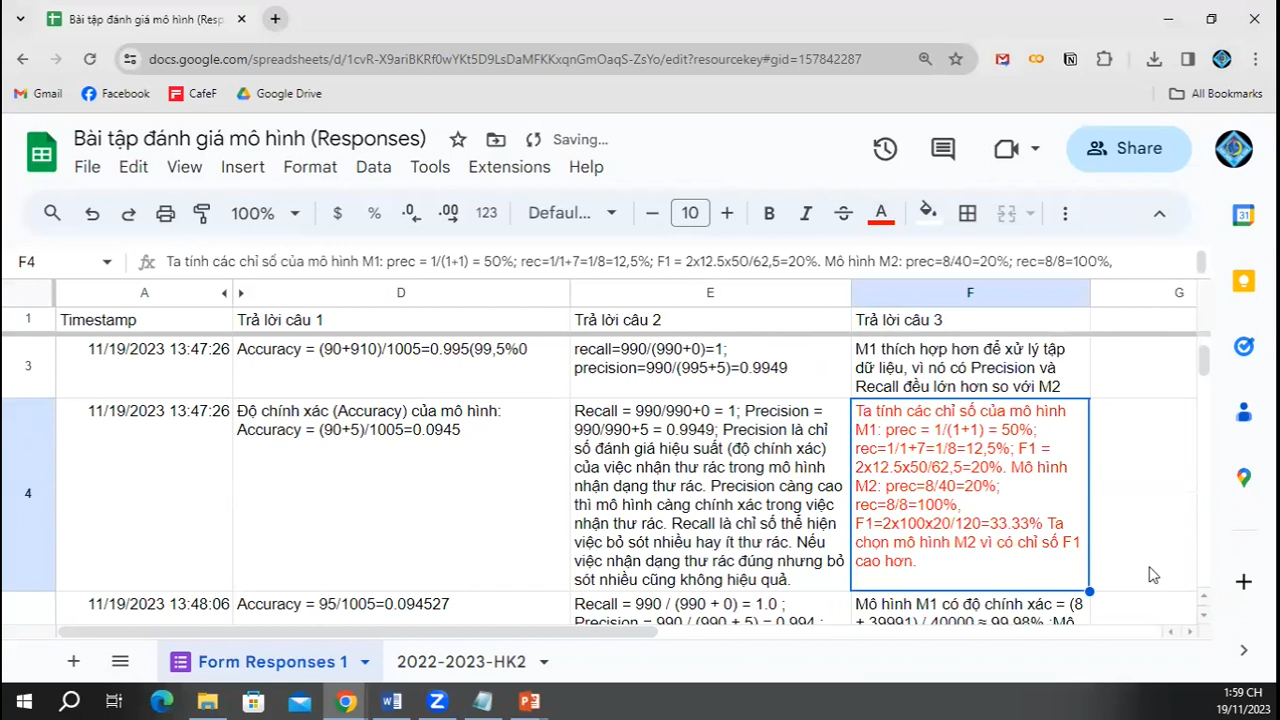 Bài tập đánh giá mô hình (Resp
docs.google.com/spreadsheets/d/1cvR-X9ariBKRf0wYKt5D9LsDaMFKKxqnGmOaqS-ZsYo/edit?resourcekey#gid=157842287
Gmail Facebook CafeF Google Drive All Bookmarks
Bài tập đánh giá mô hình (Responses) Saving...
File Edit View Insert Format Data Tools Extensions Help
Share
100% $ % .0 .00 123 Defaul... 10 B I A
F4 fx Ta tính các chỉ số của mô hình M1: prec = 1/(1+1) = 50%; rec=1/1+7=1/8=12,5%; F1 = 2x12.5x50/62,5=20%. Mô hình M2: prec=8/40=20%; rec=8/8=100%,
A D E F G
1 Timestamp Trả lời câu 1 Trả lời câu 2 Trả lời câu 3
3 11/19/2023 13:47:26 Accuracy = (90+910)/1005=0.995(99,5%0
recall=990/(990+0)=1;
precision=990/(995+5)=0.9949
M1 thích hợp hơn để xử lý tập
dữ liệu, vì nó có Precision và
Recall đều lớn hơn so với M2
4 11/19/2023 13:47:26 Độ chính xác (Accuracy) của mô hình:
Accuracy = (90+5)/1005=0.0945
Recall = 990/990+0 = 1; Precision =
990/990+5 = 0.9949; Precision là chỉ
số đánh giá hiệu suất (độ chính xác)
của việc nhận thư rác trong mô hình
nhận dạng thư rác. Precision càng cao
thì mô hình càng chính xác trong việc
nhận thư rác. Recall là chỉ số thể hiện
việc bỏ sót nhiều hay ít thư rác. Nếu
việc nhận dạng thư rác đúng nhưng bỏ
sót nhiều cũng không hiệu quả.
Ta tính các chỉ số của mô hình
M1: prec = 1/(1+1) = 50%;
rec=1/1+7=1/8=12,5%; F1 =
2x12.5x50/62,5=20%. Mô hình
M2: prec=8/40=20%;
rec=8/8=100%,
F1=2x100x20/120=33.33% Ta
chọn mô hình M2 vì có chỉ số F1
cao hơn.
11/19/2023 13:48:06 Accuracy = 95/1005=0.094527
Recall = 990 / (990 + 0) = 1.0 ;
Precision = 990 / (990 + 5) = 0.994 ;
Mô hình M1 có độ chính xác = (8
+ 39991) / 40000 ≈ 99.98% ;Mô
Form Responses 1 2022-2023-HK2
1:59 CH
19/11/2023